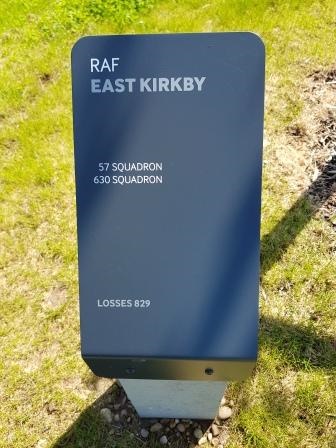 RAF
EAST KIRKBY
57 SQUADRON
630 SQUADRON
LOSSES 829